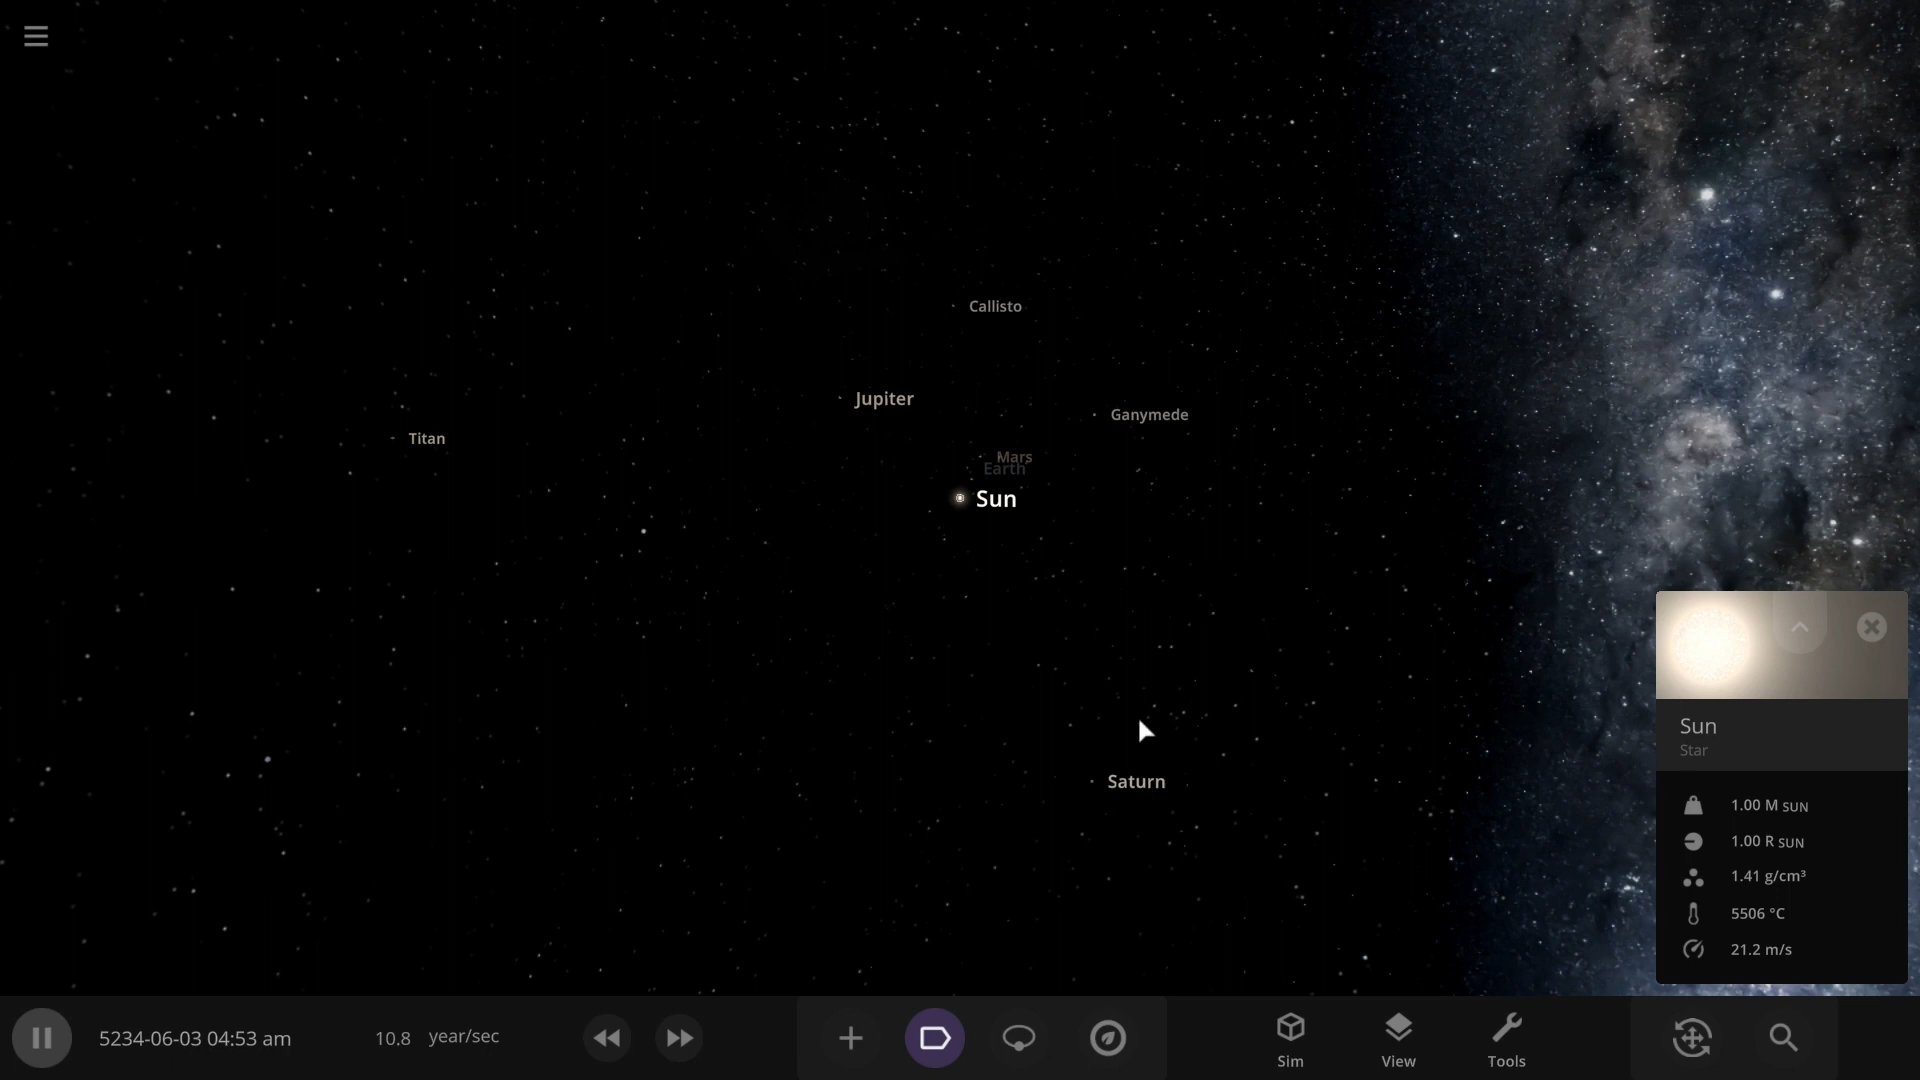 Callisto
Jupiter
Ganymede
Titan
Mars
Earth
Sun
Saturn
Sun
Star
1.00 M SUN
1.00 R SUN
1.41 g/cm³
5506 °C
21.2 m/s
5234-06-03 04:53 am
10.8 year/sec
Sim
View
Tools